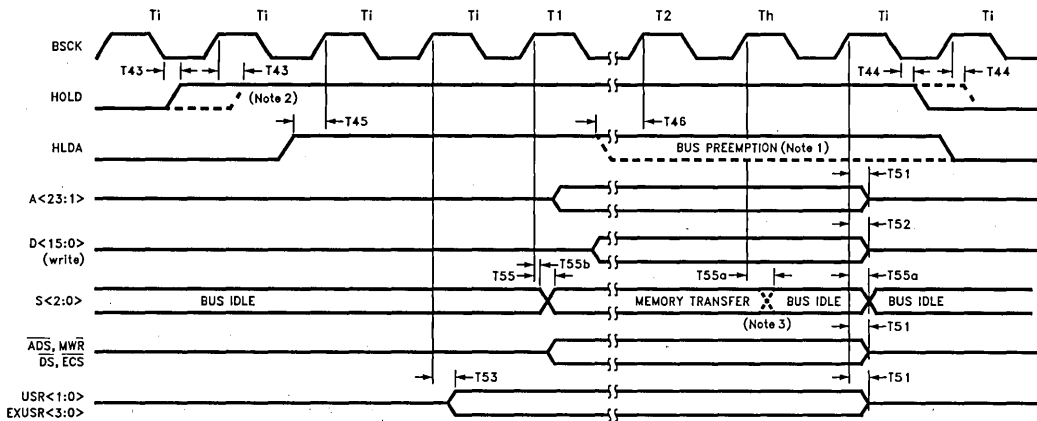 Ti Ti Ti Ti T1 T2 Th Ti Ti
BSCK
T43 T43 T44 T44
HOLD (Note 2)
T45 T46
HLDA BUS PREEMPTION (Note 1)
T51
A<23:1>
T52
D<15:0>
(write)
T55b
T55 T55a T55a
S<2:0> BUS IDLE MEMORY TRANSFER BUS IDLE BUS IDLE
(Note 3)
T51
ADS, MWR
DS, ECS
T53 T51
USR<1:0>
EXUSR<3:0>